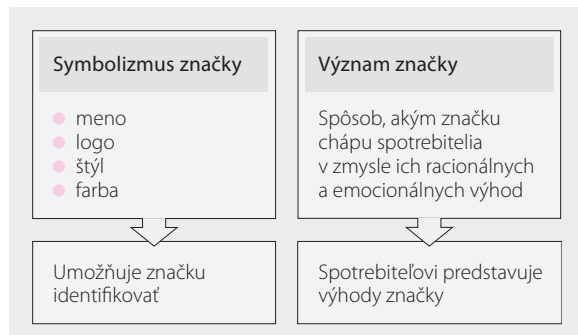 Symbolizmus značky
meno
logo
štýl
farba
Umožňuje značku
identifikovať
Význam značky
Spôsob, akým značku
chápu spotrebitelia
v zmysle ich racionálnych
a emocionálnych výhod
Spotrebiteľovi predstavuje
výhody značky